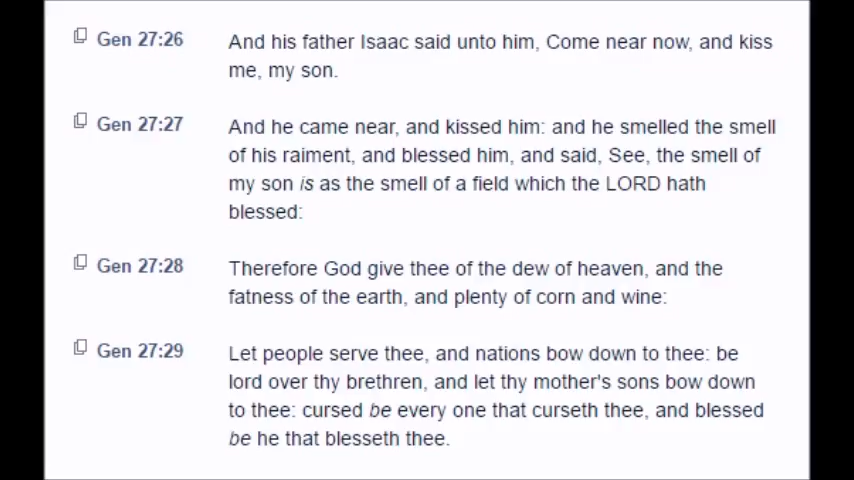 Gen 27:26 And his father Isaac said unto him, Come near now, and kiss
me, my son.
Gen 27:27 And he came near, and kissed him: and he smelled the smell
of his raiment, and blessed him, and said, See, the smell of
my son is as the smell of a field which the LORD hath
blessed:
Gen 27:28 Therefore God give thee of the dew of heaven, and the
fatness of the earth, and plenty of corn and wine:
Gen 27:29 Let people serve thee, and nations bow down to thee: be
lord over thy brethren, and let thy mother's sons bow down
to thee: cursed be every one that curseth thee, and blessed
be he that blesseth thee.